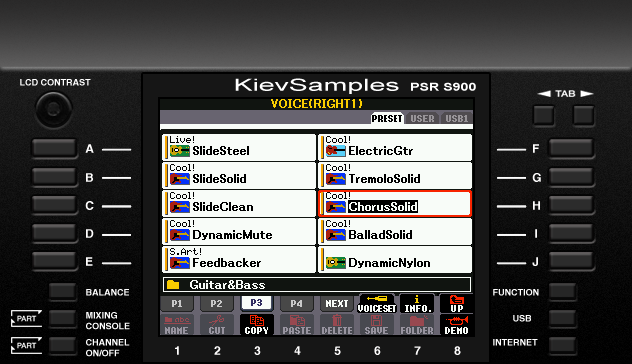 LCD CONTRAST
KievSamples PSR S900
TAB
VOICE(RIGHT1)
PRESET USER USB1
A
Live!
SlideSteel
Cool!
ElectricGtr
F
B
Cool!
SlideSolid
Cool!
TremoloSolid
G
C
Cool!
SlideClean
Cool!
ChorusSolid
H
D
Cool!
DynamicMute
Cool!
BaladSolid
I
E
S.Art!
Feedbacker
DynamicNylon
J
Guitar&Bass
BALANCE
P1 P2 P3 P4 NEXT VOICESET INFO. UP
FUNCTION
PART
MIXING
CONSOLE
NAME CUT COPY PASTE DELETE SAVE FOLDER DEMO
USB
PART
CHANNEL
ON/OFF
INTERNET
1 2 3 4 5 6 7 8